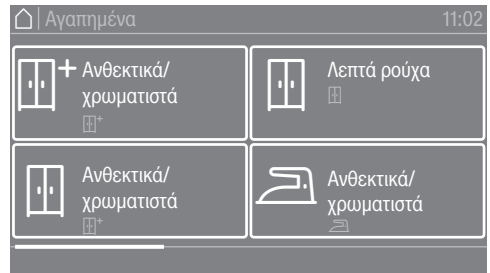 Αγαπημένα 11:02
Ανθεκτικά/
χρωματιστά
Λεπτά ρούχα
Ανθεκτικά/
χρωματιστά
Ανθεκτικά/
χρωματιστά